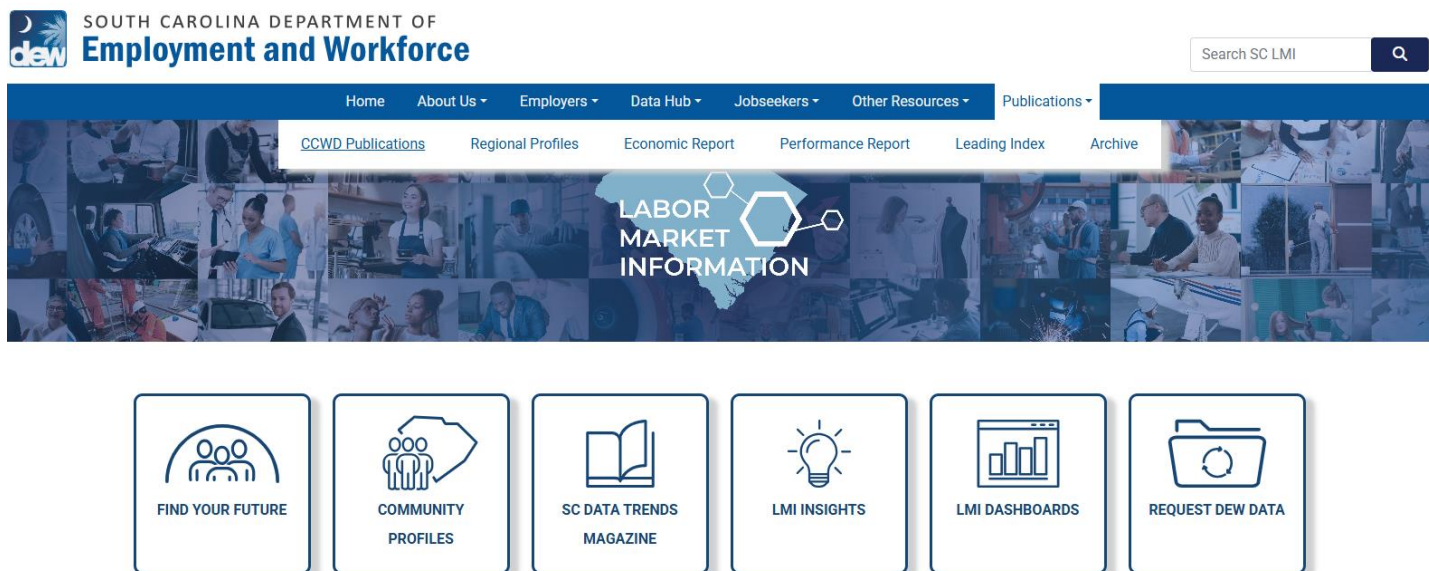 SOUTH CAROLINA DEPARTMENT OF
dew
Employment and Workforce
Search SC LMI
Home About Us Employers Data Hub Jobseekers Other Resources Publications
CCWD Publications Regional Profiles Economic Report Performance Report Leading Index Archive
LABOR
MARKET
INFORMATION
FIND YOUR FUTURE
COMMUNITY
PROFILES
SC DATA TRENDS
MAGAZINE
LMI INSIGHTS
LMI DASHBOARDS
REQUEST DEW DATA